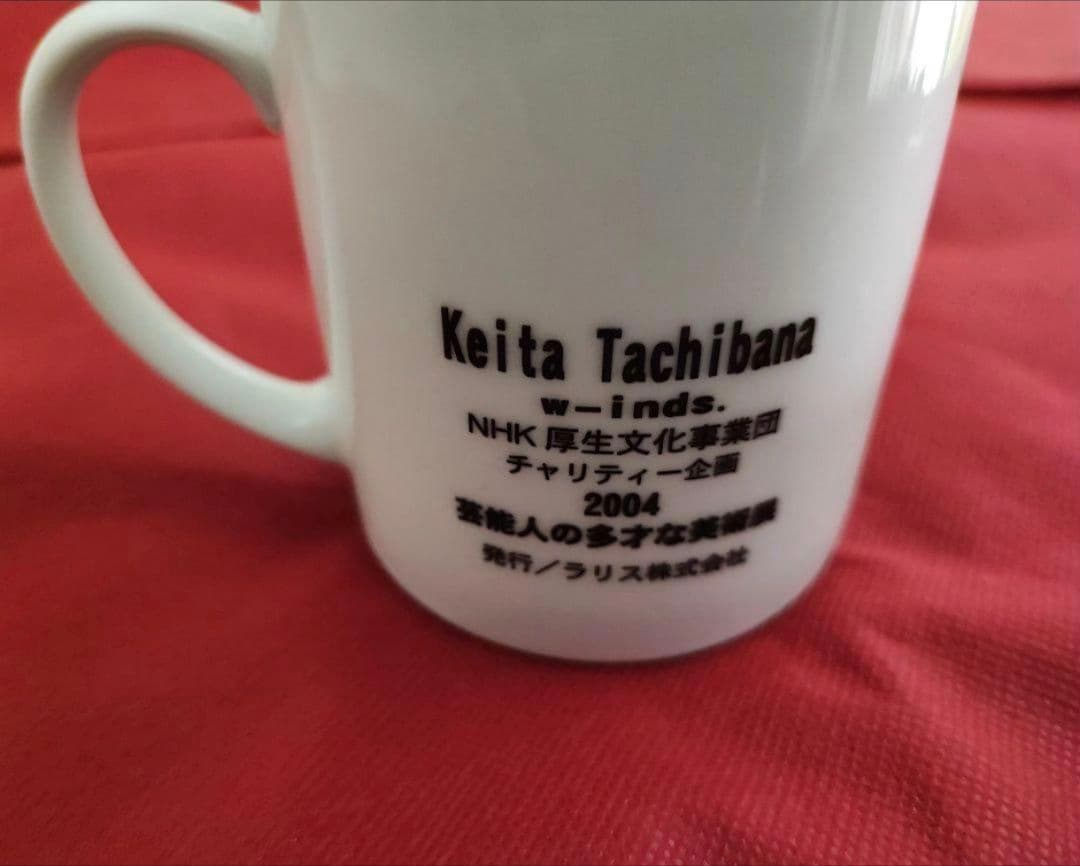 Keita Tachibana
w-inds.
NHK 厚生文化事業団
チャリティー企画
2004
芸能人の多才な美術展
発行／ラリス株式会社